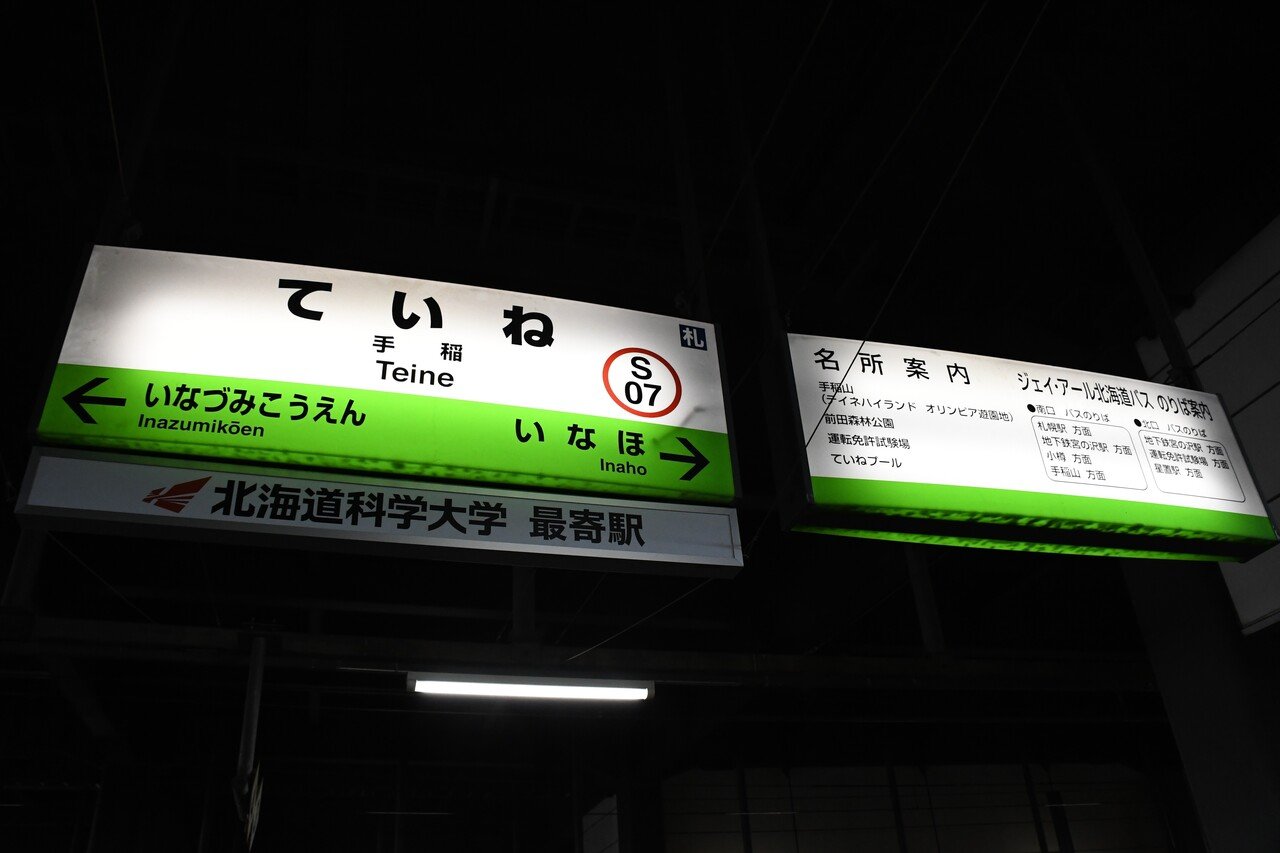 ていね
札
手稲
Teine
S
07
いなづみこうえん
Inazumikōen
いなほ
Inaho
北海道科学大学 最寄駅
名所案内
手稲山
(テイネハイランド オリンピア遊園地)
前田森林公園
運転免許試験場
ていねプール
ジェイ・アール北海道バス のりば案内
●南口 バスのりば
札幌駅 方面
地下鉄宮の沢駅 方面
小樽 方面
手稲山 方面
●北口 バスのりば
地下鉄宮の沢駅 方面
運転免許試験場 方面
星置駅 方面